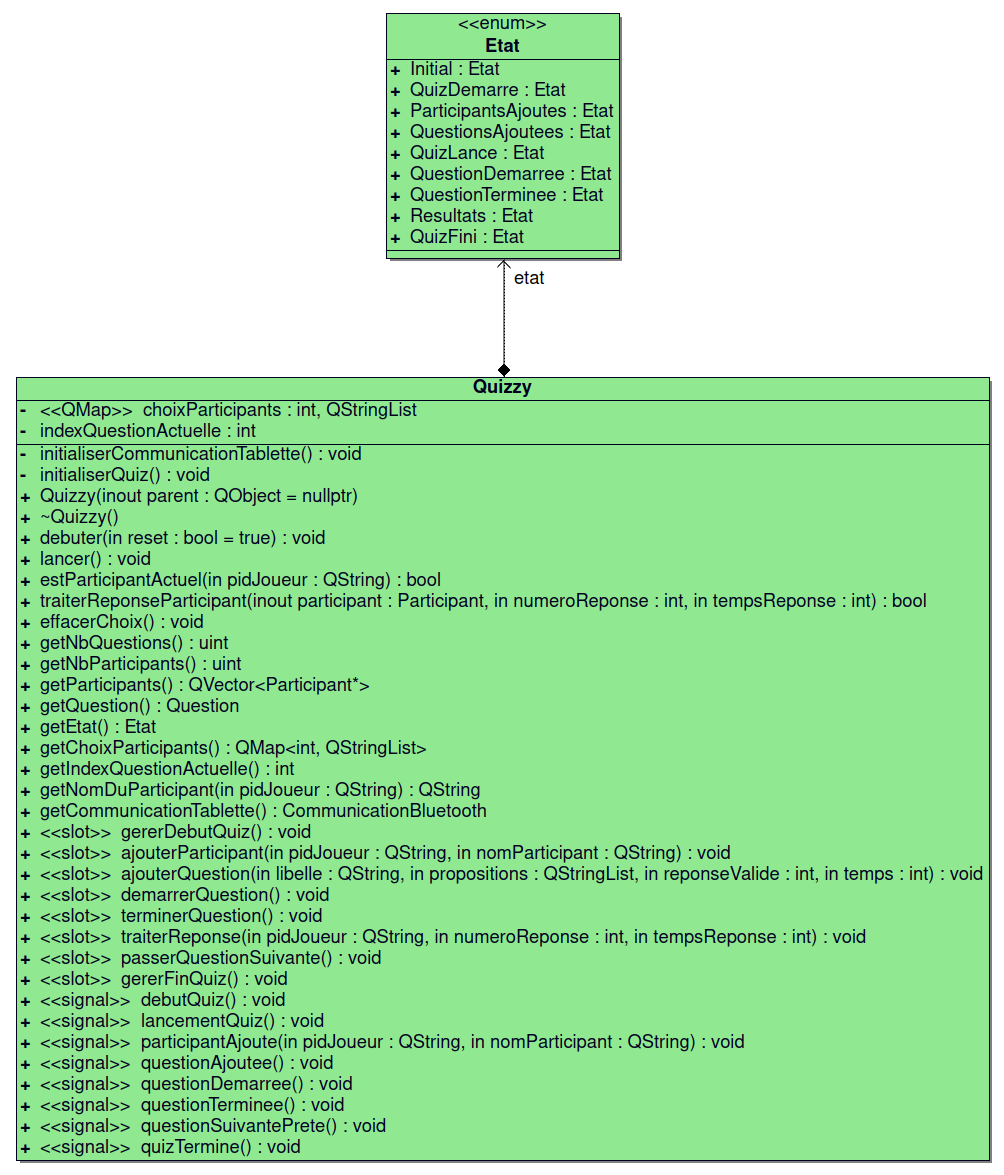 <<enum>>
Etat
+ Initial : Etat
+ QuizDemarre : Etat
+ ParticipantsAjoutes : Etat
+ QuestionsAjoutees : Etat
+ QuizLance : Etat
+ QuestionDemarree : Etat
+ QuestionTerminee : Etat
+ Resultats : Etat
+ QuizFini : Etat
etat
Quizzy
- <<QMap>> choixParticipants : int, QStringList
- indexQuestionActuelle : int
- initialiserCommunicationTablette() : void
- initialiserQuiz() : void
+ Quizzy(inout parent : QObject = nullptr)
+ ~Quizzy()
+ debuter(in reset : bool = true) : void
+ lancer() : void
+ estParticipantActuel(in pidJoueur : QString) : bool
+ traiterReponseParticipant(inout participant : Participant, in numeroReponse : int, in tempsReponse : int) : bool
+ effacerChoix() : void
+ getNbQuestions() : uint
+ getNbParticipants() : uint
+ getParticipants() : QVector<Participant*>
+ getQuestion() : Question
+ getEtat() : Etat
+ getChoixParticipants() : QMap<int, QStringList>
+ getIndexQuestionActuelle() : int
+ getNomDuParticipant(in pidJoueur : QString) : QString
+ getCommunicationTablette() : CommunicationBluetooth
+ <<slot>> gererDebutQuiz() : void
+ <<slot>> ajouterParticipant(in pidJoueur : QString, in nomParticipant : QString) : void
+ <<slot>> ajouterQuestion(in libelle : QString, in propositions : QStringList, in reponseValide : int, in temps : int) : void
+ <<slot>> demarrerQuestion() : void
+ <<slot>> terminerQuestion() : void
+ <<slot>> traiterReponse(in pidJoueur : QString, in numeroReponse : int, in tempsReponse : int) : void
+ <<slot>> passerQuestionSuivante() : void
+ <<slot>> gererFinQuiz() : void
+ <<signal>> debutQuiz() : void
+ <<signal>> lancementQuiz() : void
+ <<signal>> participantAjoute(in pidJoueur : QString, in nomParticipant : QString) : void
+ <<signal>> questionAjoutee() : void
+ <<signal>> questionDemarree() : void
+ <<signal>> questionTerminee() : void
+ <<signal>> questionSuivantePrete() : void
+ <<signal>> quizTermine() : void